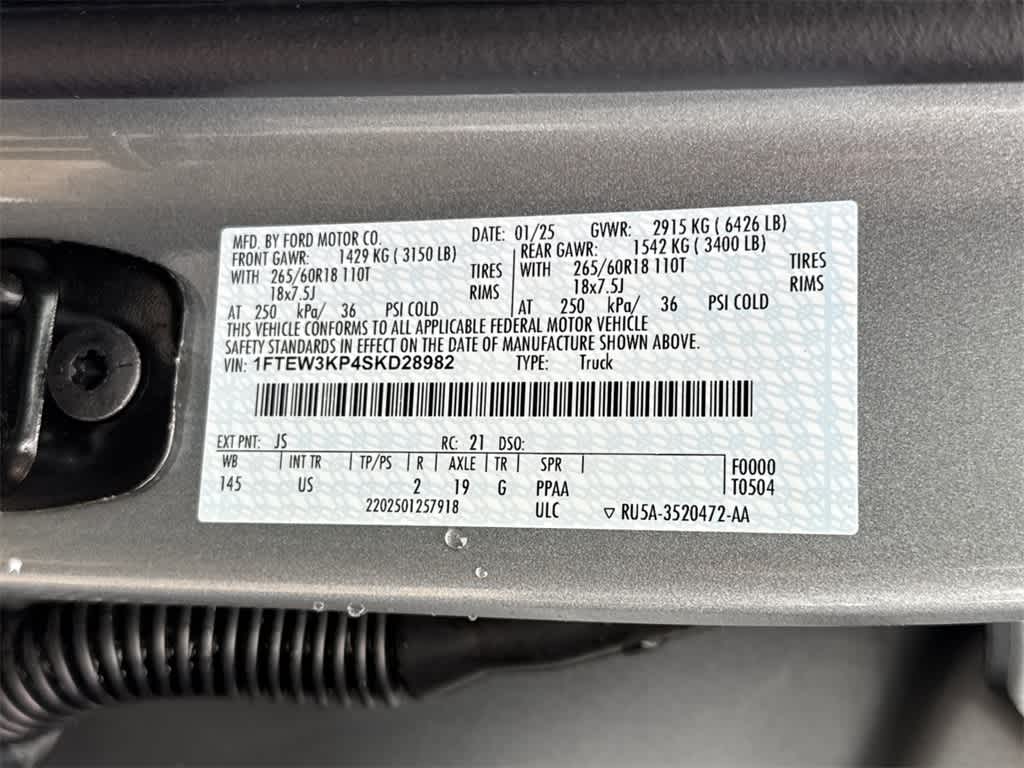 MFD. BY FORD MOTOR CO. DATE: 01/25 GVWR: 2915 KG ( 6426 LB)
FRONT GAWR: 1429 KG ( 3150 LB) REAR GAWR: 1542 KG ( 3400 LB)
WITH 265/60R18 110T TIRES WITH 265/60R18 110T TIRES
18x7.5J RIMS 18x7.5J RIMS
AT 250 kPa/ 36 PSI COLD AT 250 kPa/ 36 PSI COLD
THIS VEHICLE CONFORMS TO ALL APPLICABLE FEDERAL MOTOR VEHICLE
SAFETY STANDARDS IN EFFECT ON THE DATE OF MANUFACTURE SHOWN ABOVE.
VIN: 1FTEW3KP4SKD28982 TYPE: Truck
EXT PNT: JS RC: 21 DSO:
WB INT TR TP/PS R AXLE TR SPR F0000
145 US 2 19 G PPAA T0504
2202501257918 ULC ▽ RU5A-3520472-AA